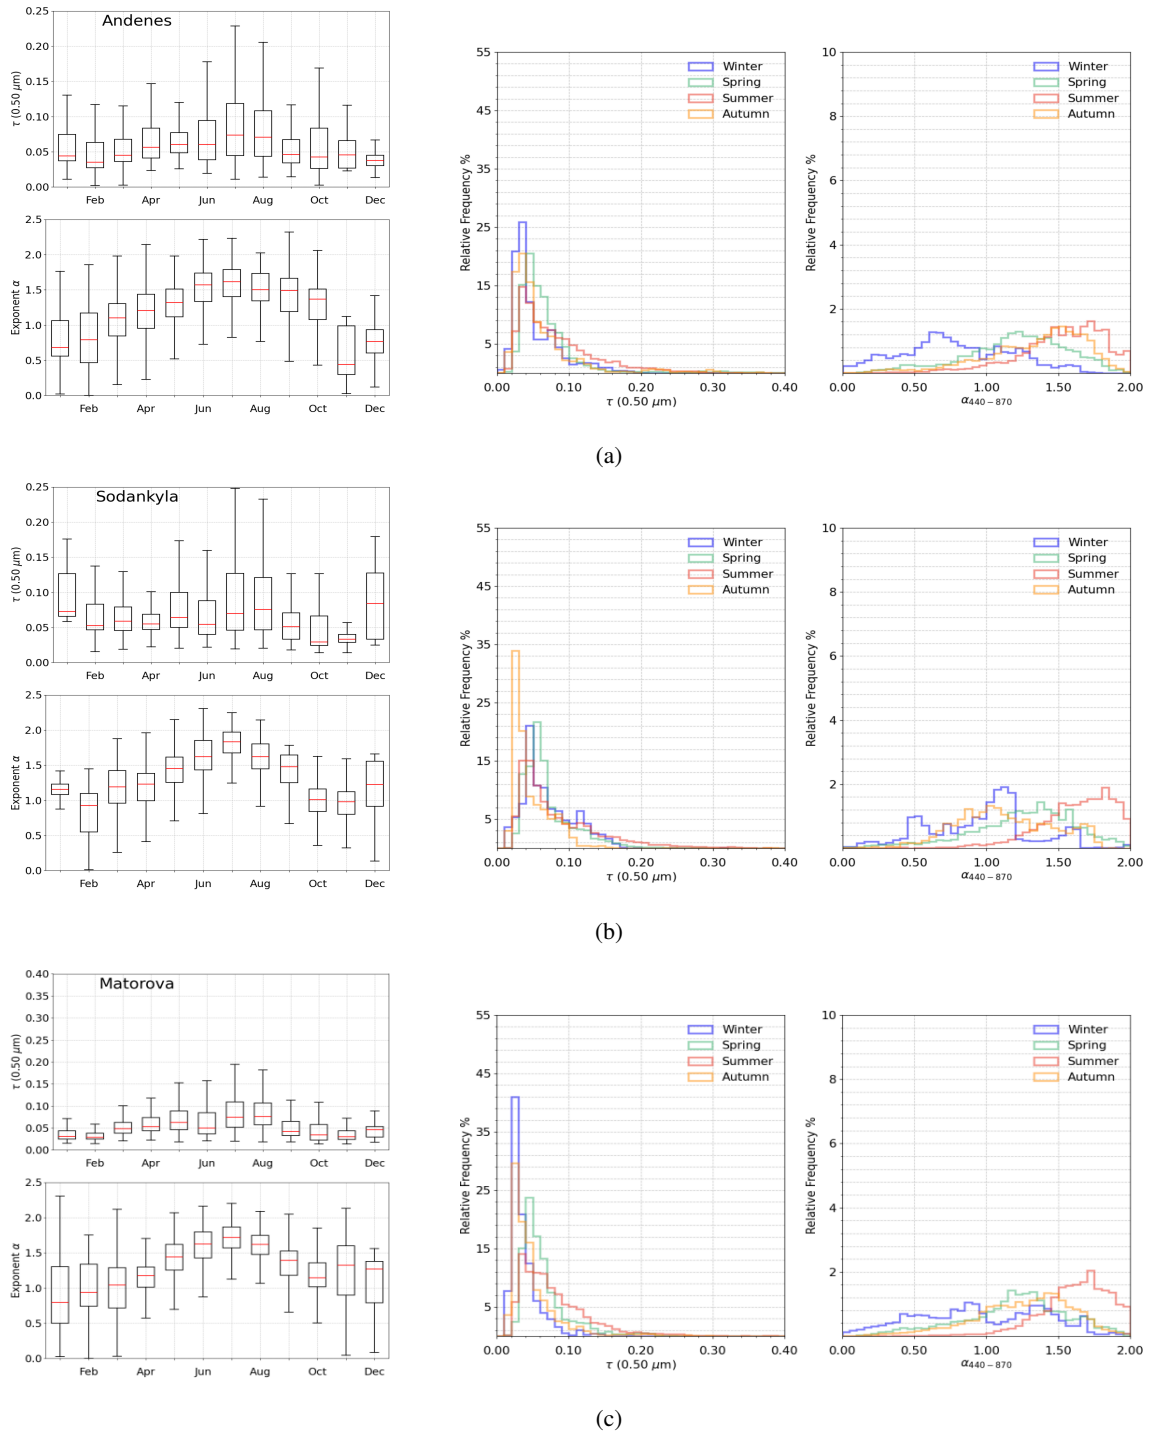 Andenes
τ (0.50 μm)
0.25
0.20
0.15
0.10
0.05
0.00
Feb Apr Jun Aug Oct Dec
Exponent α
2.5
2.0
1.5
1.0
0.5
0.0
Feb Apr Jun Aug Oct Dec
Relative Frequency %
55
45
35
25
15
5
Winter
Spring
Summer
Autumn
0.00 0.10 0.20 0.30 0.40
τ (0.50 μm)
Relative Frequency %
10
8
6
4
2
Winter
Spring
Summer
Autumn
0.00 0.50 1.00 1.50 2.00
α440−870
(a)
Sodankyla
τ (0.50 μm)
0.25
0.20
0.15
0.10
0.05
0.00
Feb Apr Jun Aug Oct Dec
Exponent α
2.5
2.0
1.5
1.0
0.5
0.0
Feb Apr Jun Aug Oct Dec
Relative Frequency %
55
45
35
25
15
5
Winter
Spring
Summer
Autumn
0.00 0.10 0.20 0.30 0.40
τ (0.50 μm)
Relative Frequency %
10
8
6
4
2
Winter
Spring
Summer
Autumn
0.00 0.50 1.00 1.50 2.00
α440−870
(b)
Matorova
τ (0.50 μm)
0.40
0.35
0.30
0.25
0.20
0.15
0.10
0.05
0.00
Feb Apr Jun Aug Oct Dec
Exponent α
2.5
2.0
1.5
1.0
0.5
0.0
Feb Apr Jun Aug Oct Dec
Relative Frequency %
55
45
35
25
15
5
Winter
Spring
Summer
Autumn
0.00 0.10 0.20 0.30 0.40
τ (0.50 μm)
Relative Frequency %
10
8
6
4
2
Winter
Spring
Summer
Autumn
0.00 0.50 1.00 1.50 2.00
α440−870
(c)